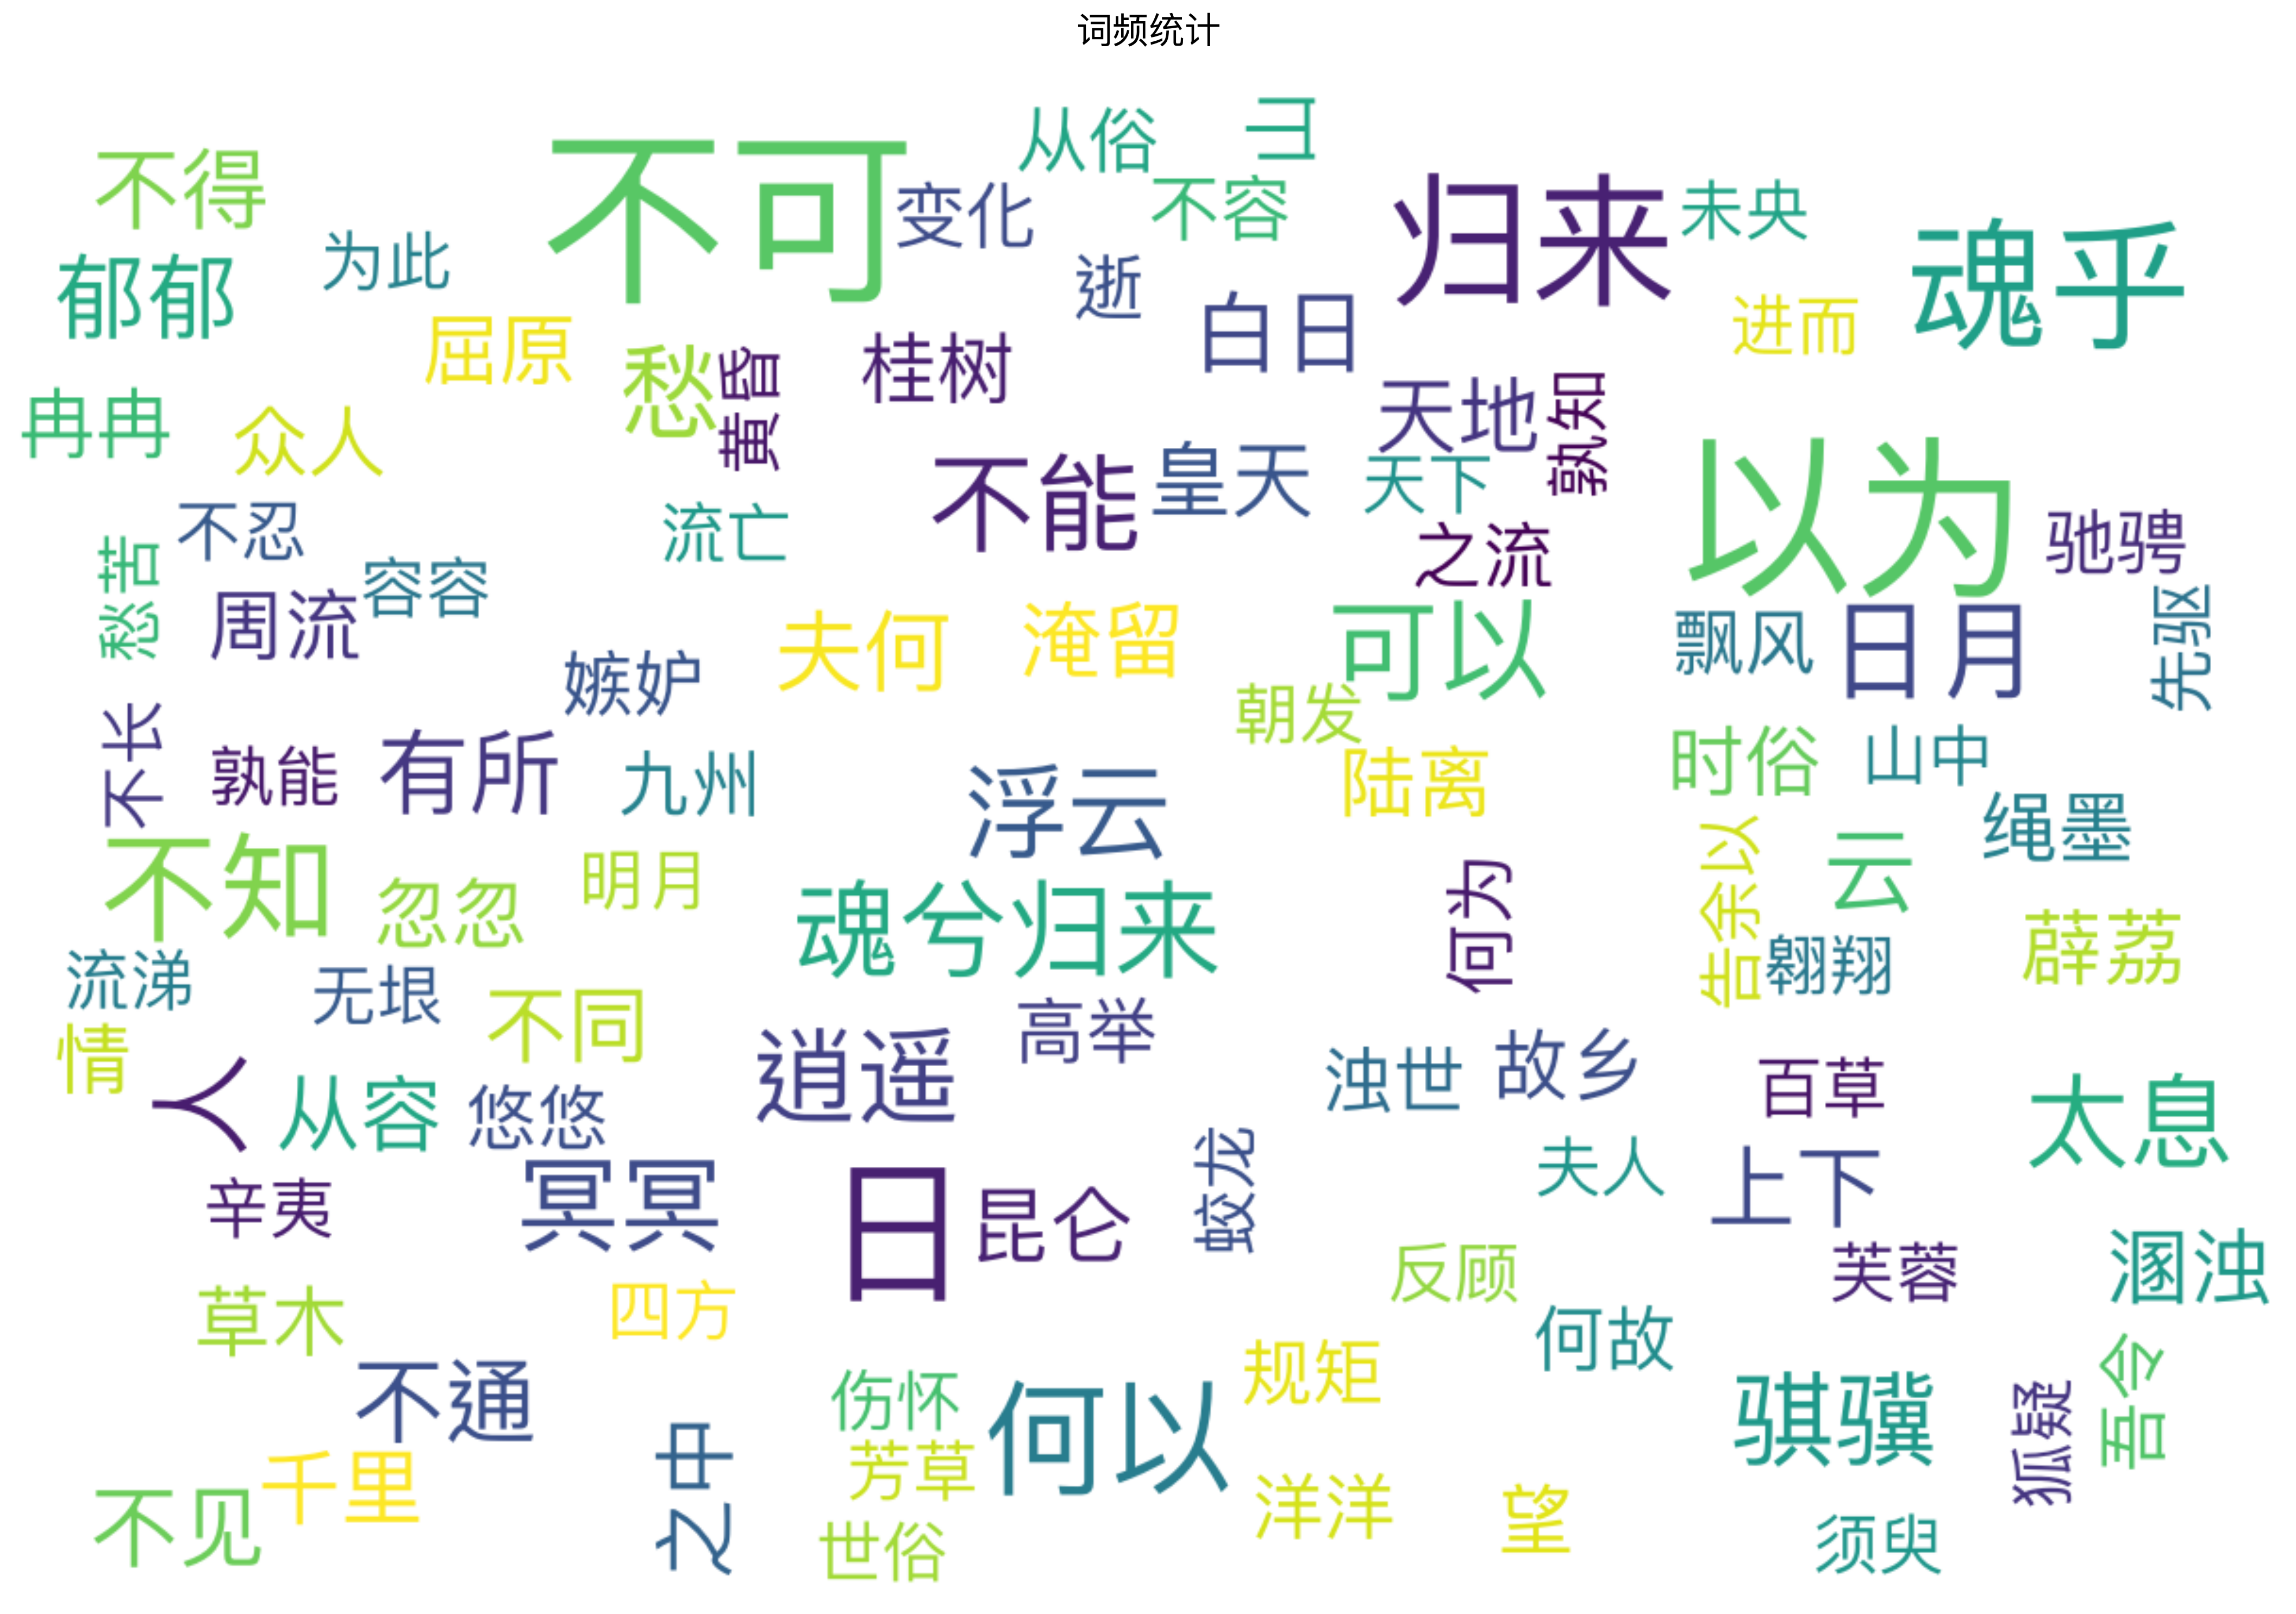 词频统计
从俗
山
不得
不可
变化
不容
归来
未央
魂乎
郁郁
为此
逝
白日
进而
屈原
愁
黄昏
桂树
天地
孰知
冉冉
众人
不能
皇天
天下
以为
不忍
流亡
之流
驰骋
愁苦
容容
周流
夫何
淹留
可以
飘风
日月
先驱
嫉妒
朝发
不长
孰能
有所
九州
浮云
陆离
时俗
山中
绳墨
不知
忽忽
明月
魂兮归来
何为
告余以
云
薜荔
流涕
无垠
不同
翱翔
情
高举
逍遥
浊世
故乡
百草
人
从容
悠悠
太息
辛夷
冥冥
日
昆仑
蛟龙
夫人
上下
草木
四方
反顾
芙蓉
溷浊
不通
伤怀
何以
规矩
何故
骐骥
狐疑
吾令
不见
千里
之中
芳草
世俗
洋洋
望
须臾